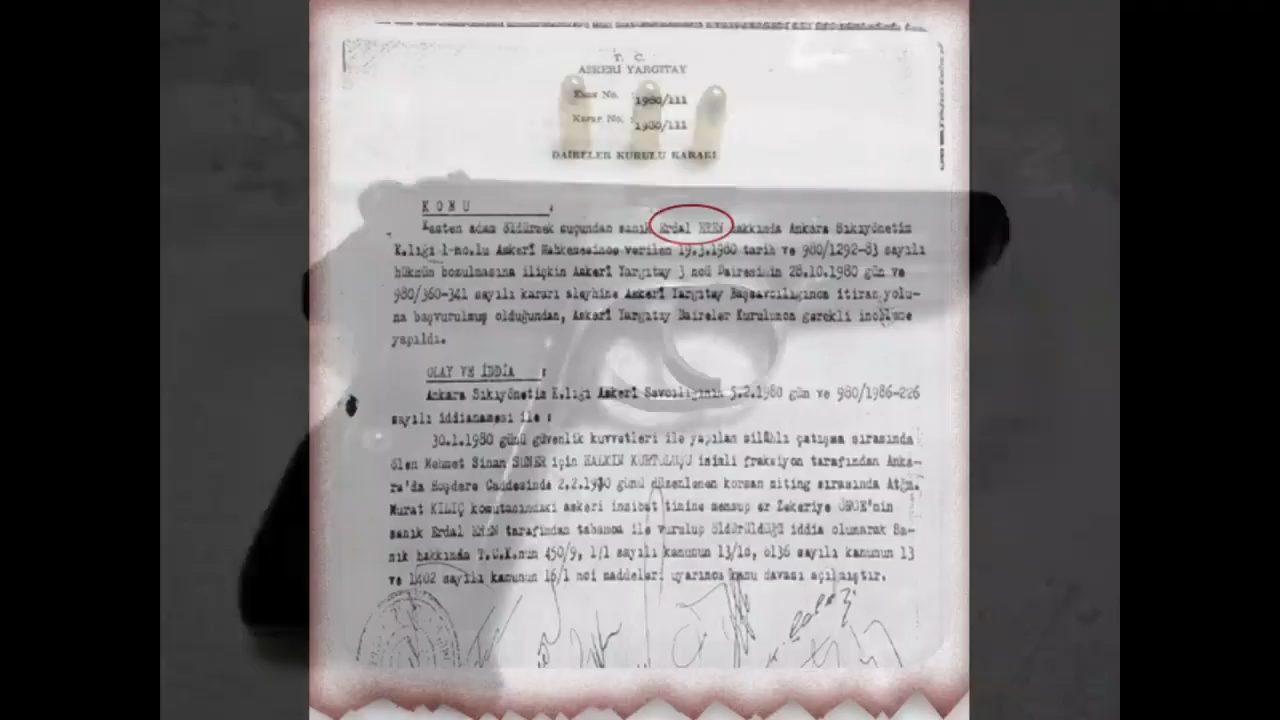 T. C.
ASKERİ YARGITAY
Esas No. : 1980/111
Karar No. : 1980/111
DAİRELER KURULU KARARI
KONU :
Kasten adam öldürmek suçundan sanık Erdal EREN hakkında Ankara Sıkıyönetim
K.lığı 1 no.lu Askerî Mahkemesince verilen 19.3.1980 tarih ve 980/1292-83 sayılı
hükmün bozulmasına ilişkin Askerî Yargıtay 3 ncü Dairesinin 28.10.1980 gün ve
980/360-341 sayılı kararı aleyhine Askerî Yargıtay Başsavcılığınca itiraz yolu-
na başvurulmuş olduğundan, Askerî Yargıtay Daireler Kurulunca gerekli inceleme
yapıldı.
OLAY VE İDDİA :
Ankara Sıkıyönetim K.lığı Askerî Savcılığının 5.2.1980 gün ve 980/1986-226
sayılı iddianamesi ile :
30.1.1980 günü güvenlik kuvvetleri ile yapılan silâhlı çatışma sırasında
ölen Mehmet Sinan SUNER için HALKIN KURTULUŞU isimli fraksiyon tarafından Anka-
ra'da Hoşdere Caddesinde 2.2.1980 günü düzenlenen korsan miting sırasında Atğm.
Murat KILIÇ komutasındaki askeri inzibat timine mensup er Zekeriye ÖNGE'nin
sanık Erdal EREN tarafından tabanca ile vurulup öldürüldüğü iddia olunarak Sa-
nık hakkında T.C.K.nun 450/9, 1/1 sayılı kanunun 13/10, 6136 sayılı kanunun 13
ve 1402 sayılı kanunun 16/1 nci maddeleri uyarınca kamu davası açılmıştır.